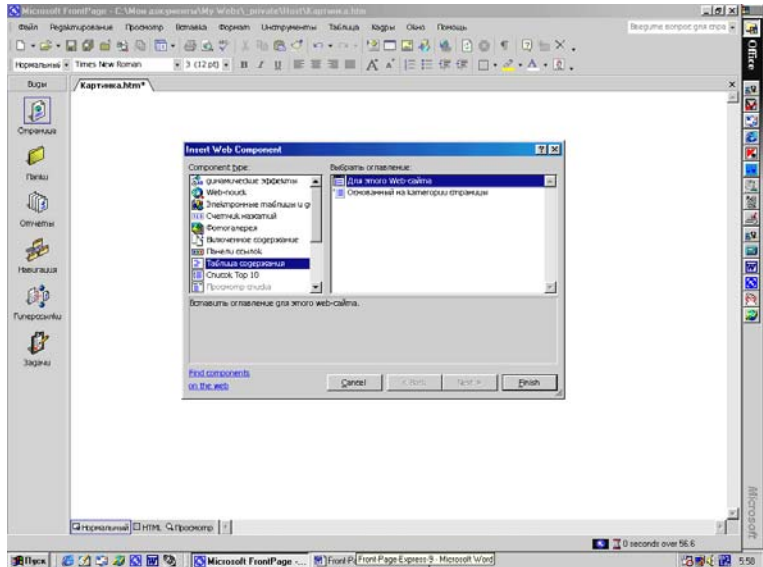 Microsoft FrontPage - C:\Мои документы\My Webs\_private\Host\Картинка.htm
Файл Редактирование Просмотр Вставка Формат Инструменты Таблица Кадры Окно Помощь
Введите вопрос для спра
Нормальный Times New Roman 3 (12 pt)
Office
Виды
Картинка.htm*
Страница
Папки
Отчеты
Навигация
Гиперссылки
Задачи
Insert Web Component
Component type:
Выбрать оглавление:
динамические эффекты
Для этого Web-сайта
Web-поиск
Основанный на категории страницы
Электронные таблицы и д
Счетчик нажатий
Фотогалерея
Включенное содержание
Панели ссылок
Таблица содержания
Список Top 10
Просмотр списка
Вставить оглавление для этого web-сайта.
Find components
on the web
Cancel
< Back
Next >
Finish
Microsoft
Нормальный HTML Просмотр
0 seconds over 56.6
Пуск
Microsoft FrontPage - ...
Front-P
Front-Page-Express-9 - Microsoft Word
5:58